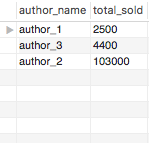 author_name total_sold
author_1 2500
author_3 4400
author_2 103000